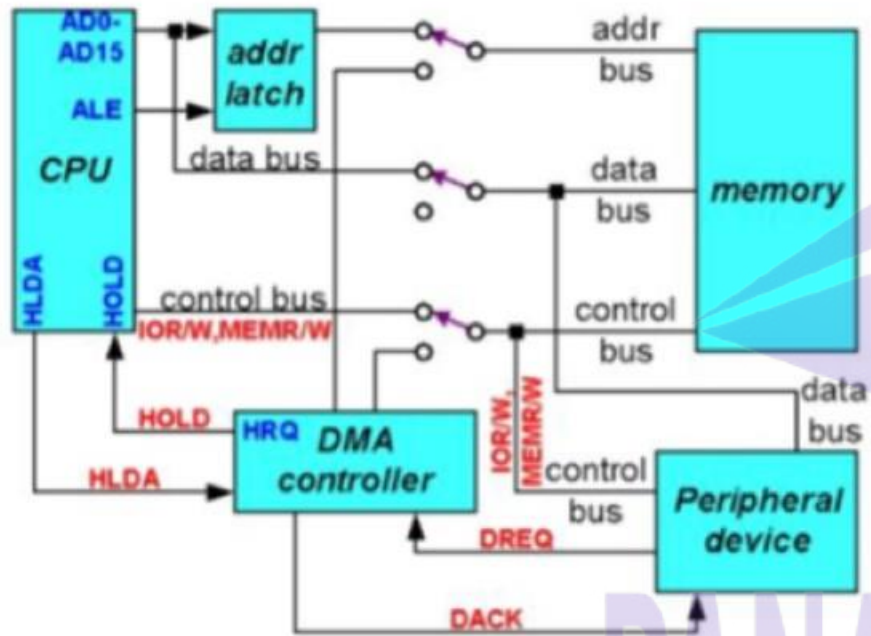 AD0-
AD15
addr
latch
addr
bus
ALE
CPU
data bus
data
bus
memory
HLDA
HOLD
control bus
IOR/W,MEMR/W
control
bus
HOLD
HRQ
DMA
controller
HLDA
IOR/W,
MEMR/W
control
bus
data
bus
Peripheral
device
DREQ
DACK